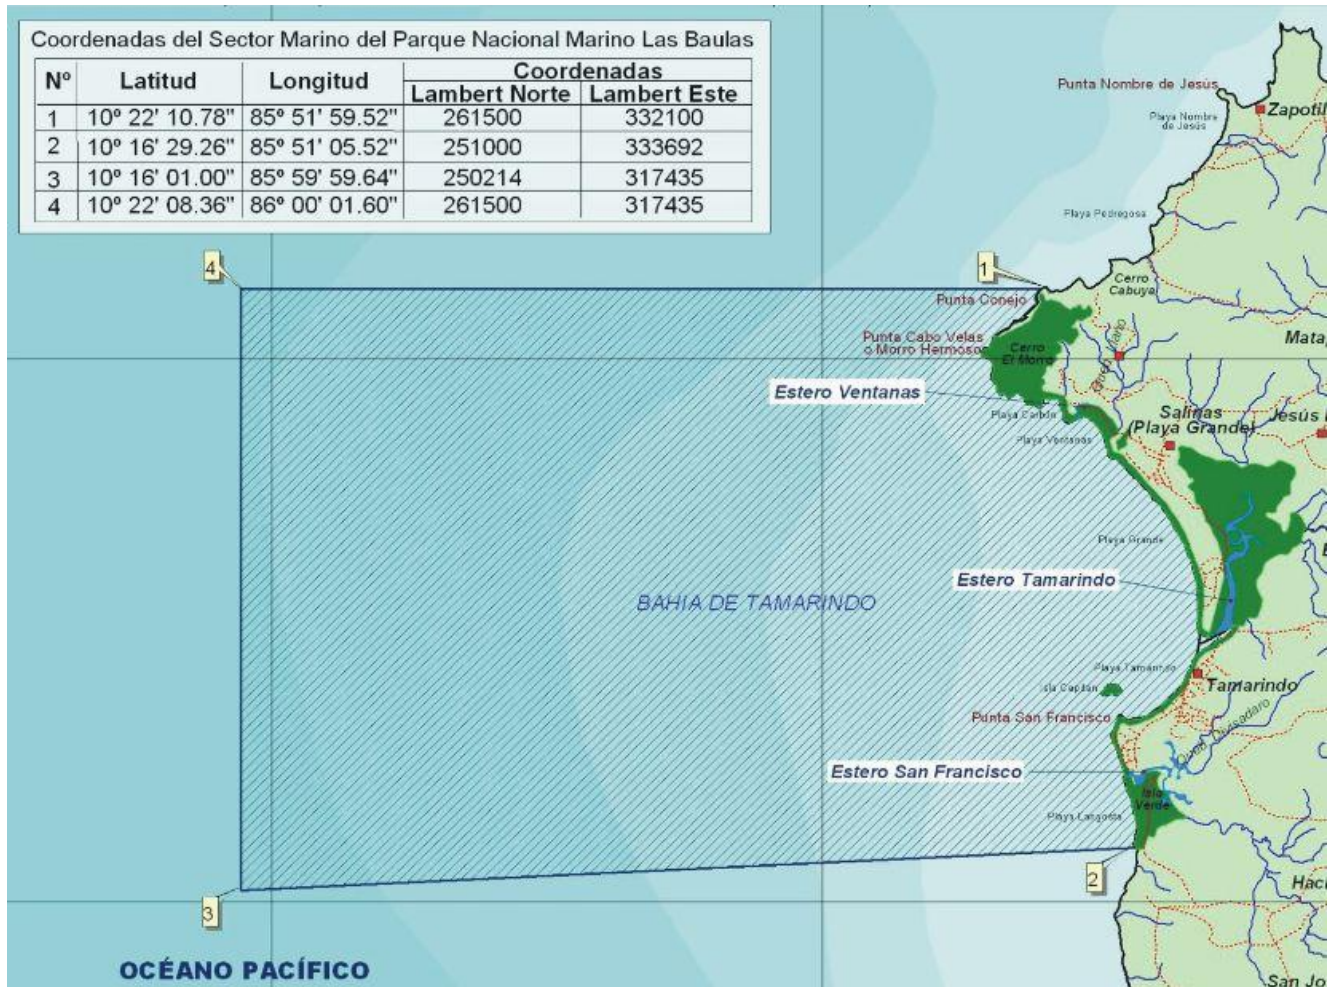 Coordenadas del Sector Marino del Parque Nacional Marino Las Baulas
Nº Latitud Longitud Coordenadas
Lambert Norte Lambert Este
1 10º 22' 10.78" 85º 51' 59.52" 261500 332100
2 10º 16' 29.26" 85º 51' 05.52" 251000 333692
3 10º 16' 01.00" 85º 59' 59.64" 250214 317435
4 10º 22' 08.36" 86º 00' 01.60" 261500 317435
Punta Nombre de Jesús
Zapotil
Playa Nombre
de Jesús
Playa Pedregosa
4
1
Cerro
Cabuya
Punta Conejo
Punta Cabo Velas
o Morro Hermoso
Cerro
El Morro
Mata
Estero Ventanas
Playa Carbón
Playa Ventanas
Salinas
(Playa Grande)
Jesús
Playa Grande
Estero Tamarindo
BAHIA DE TAMARINDO
Playa Tamarindo
Isla Capitán
Tamarindo
Punta San Francisco
Estero San Francisco
Isla
Verde
Playa Langosta
2
3
Haci
OCÉANO PACÍFICO
San Jo